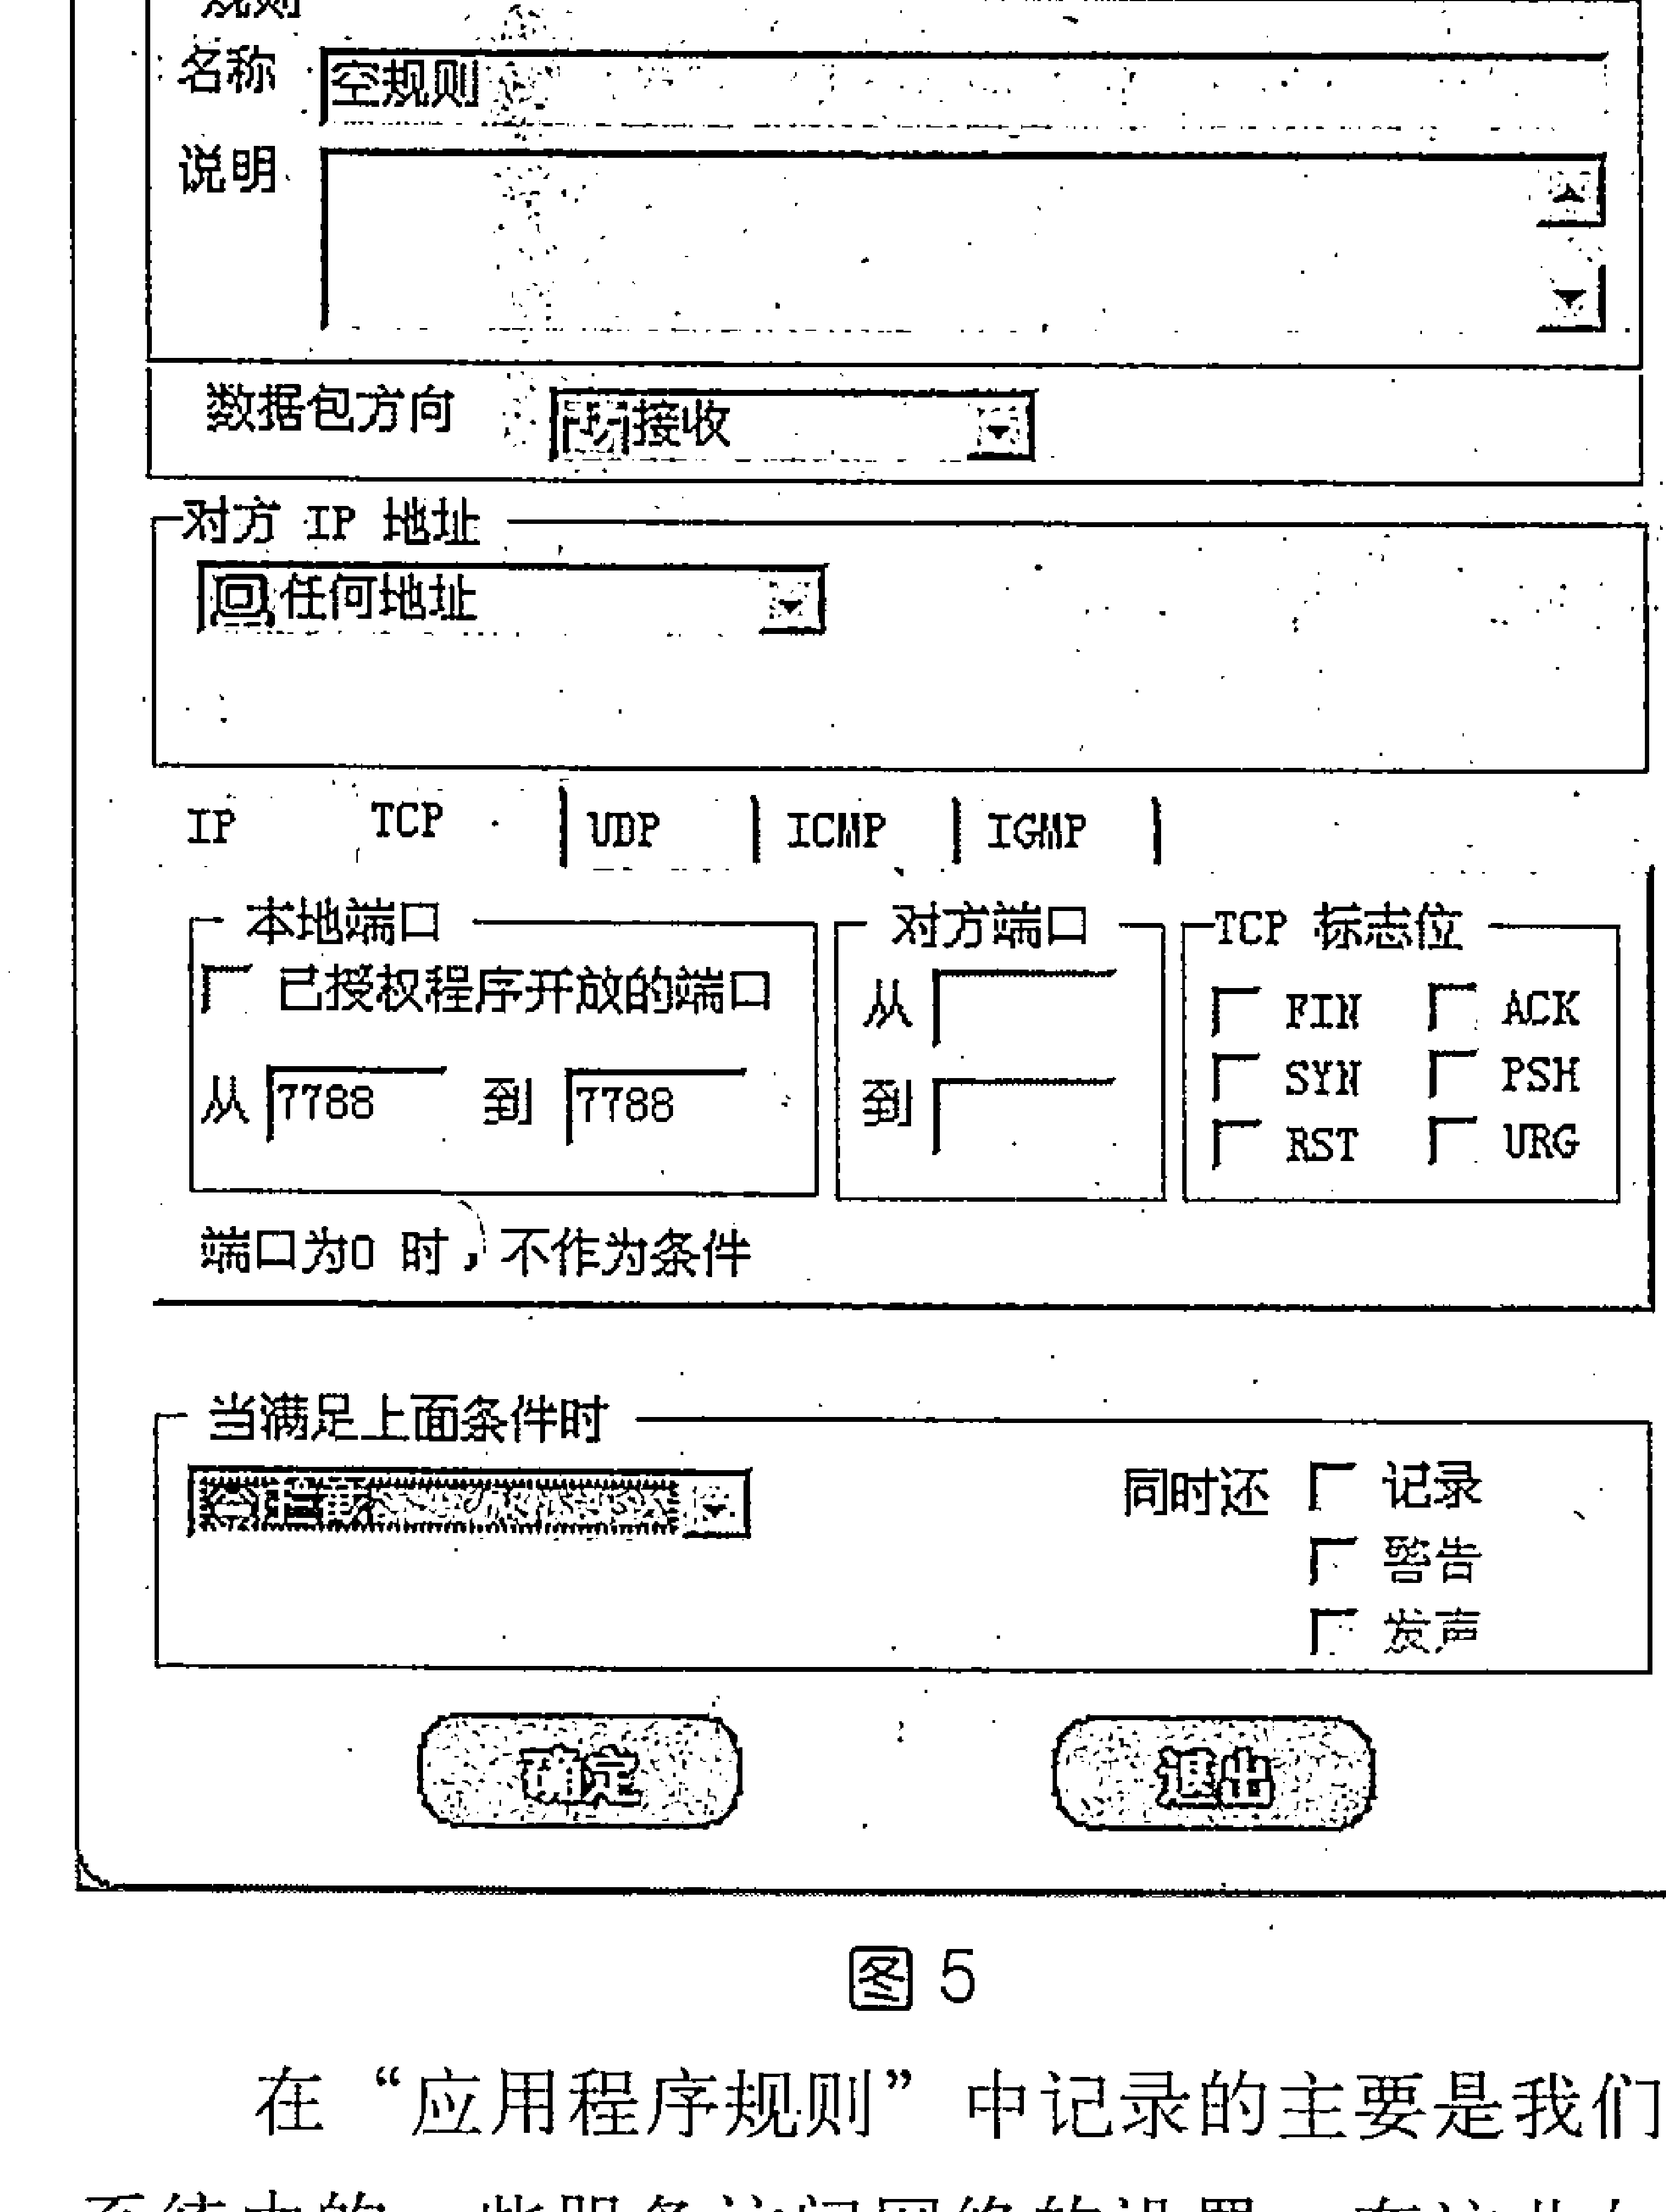 规则
名称 空规则
说明
数据包方向 接收
对方 IP 地址
任何地址
IP TCP UDP ICMP IGMP
本地端口 对方端口 TCP 标志位
已授权程序开放的端口 从 FIN ACK
从 7788 到 7788 到 SYN PSH
RST URG
端口为0 时，不作为条件
当满足上面条件时
拦截 同时还 记录
警告
发声
确定 退出
图 5
在“应用程序规则”中记录的主要是我们